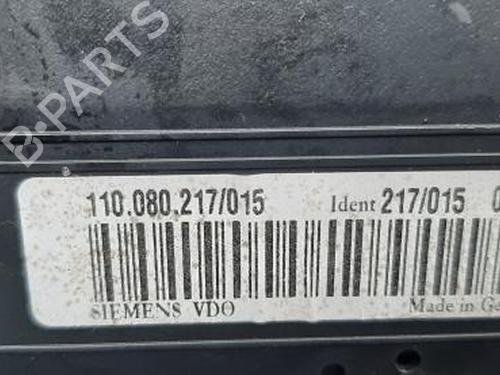 B-PARTS
110.080.217/015 Ident 217/015
SIEMENS VDO Made in